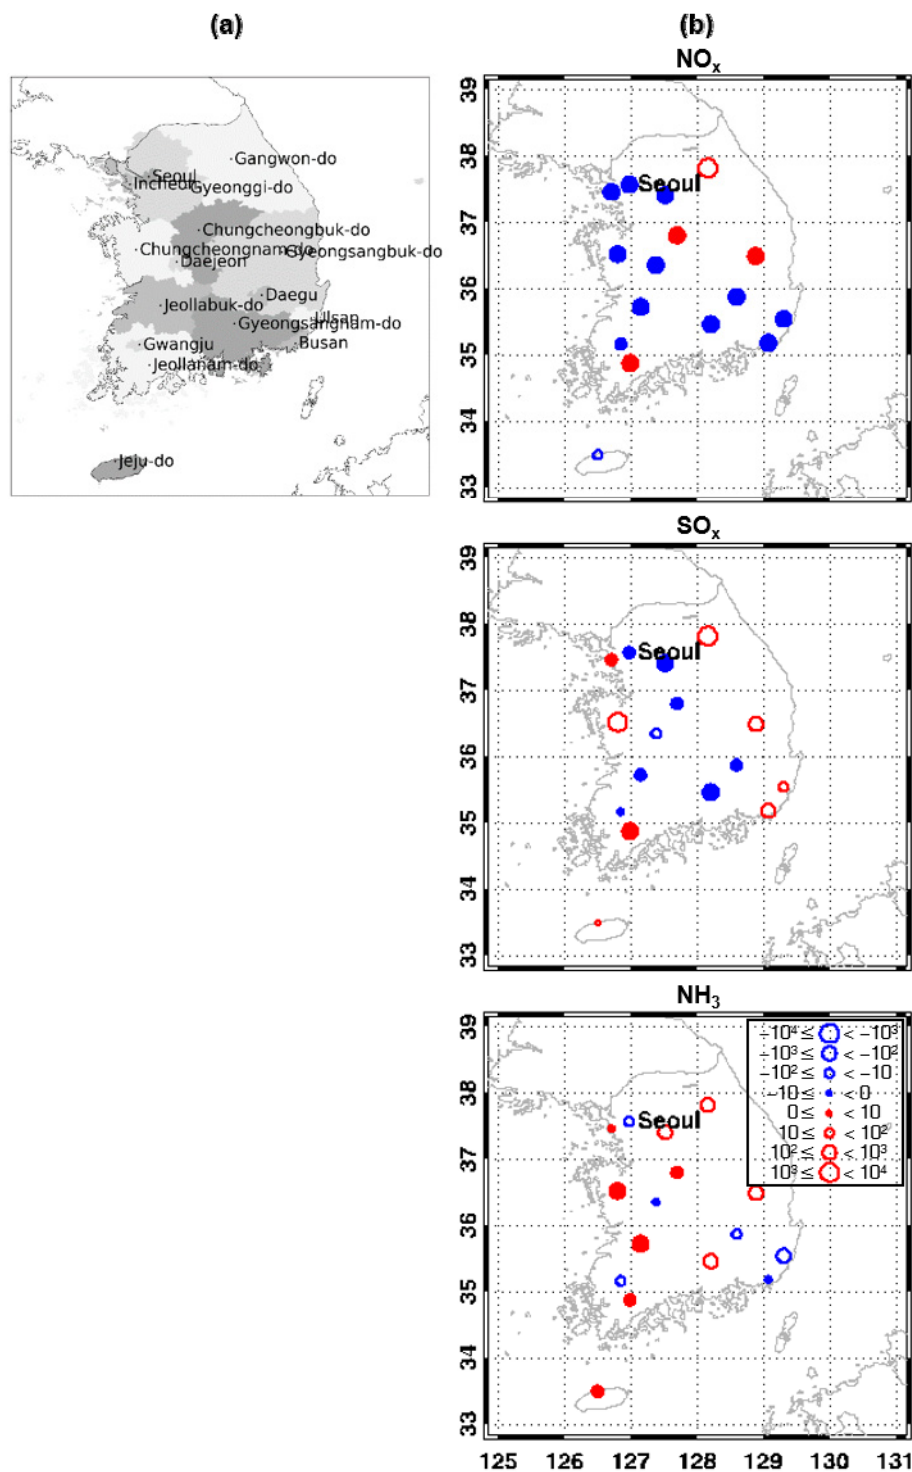 (a)
(b)
NOx
Gangwon-do
Seoul
Incheon
Gyeonggi-do
Chungcheongbuk-do
Chungcheongnam-do
Gyeongsangbuk-do
Daejeon
Daegu
Jeollabuk-do
Ulsan
Gyeongsangnam-do
Gwangju
Busan
Jeollanam-do
Jeju-do
39
38
Seoul
37
36
35
34
33
SOx
39
38
Seoul
37
36
35
34
33
NH3
39
−10⁴ ≤ < −10³
−10³ ≤ < −10²
−10² ≤ < −10
−10 ≤ < 0
0 ≤ < 10
10 ≤ < 10²
10² ≤ < 10³
10³ ≤ < 10⁴
38
Seoul
37
36
35
34
33
125 126 127 128 129 130 131